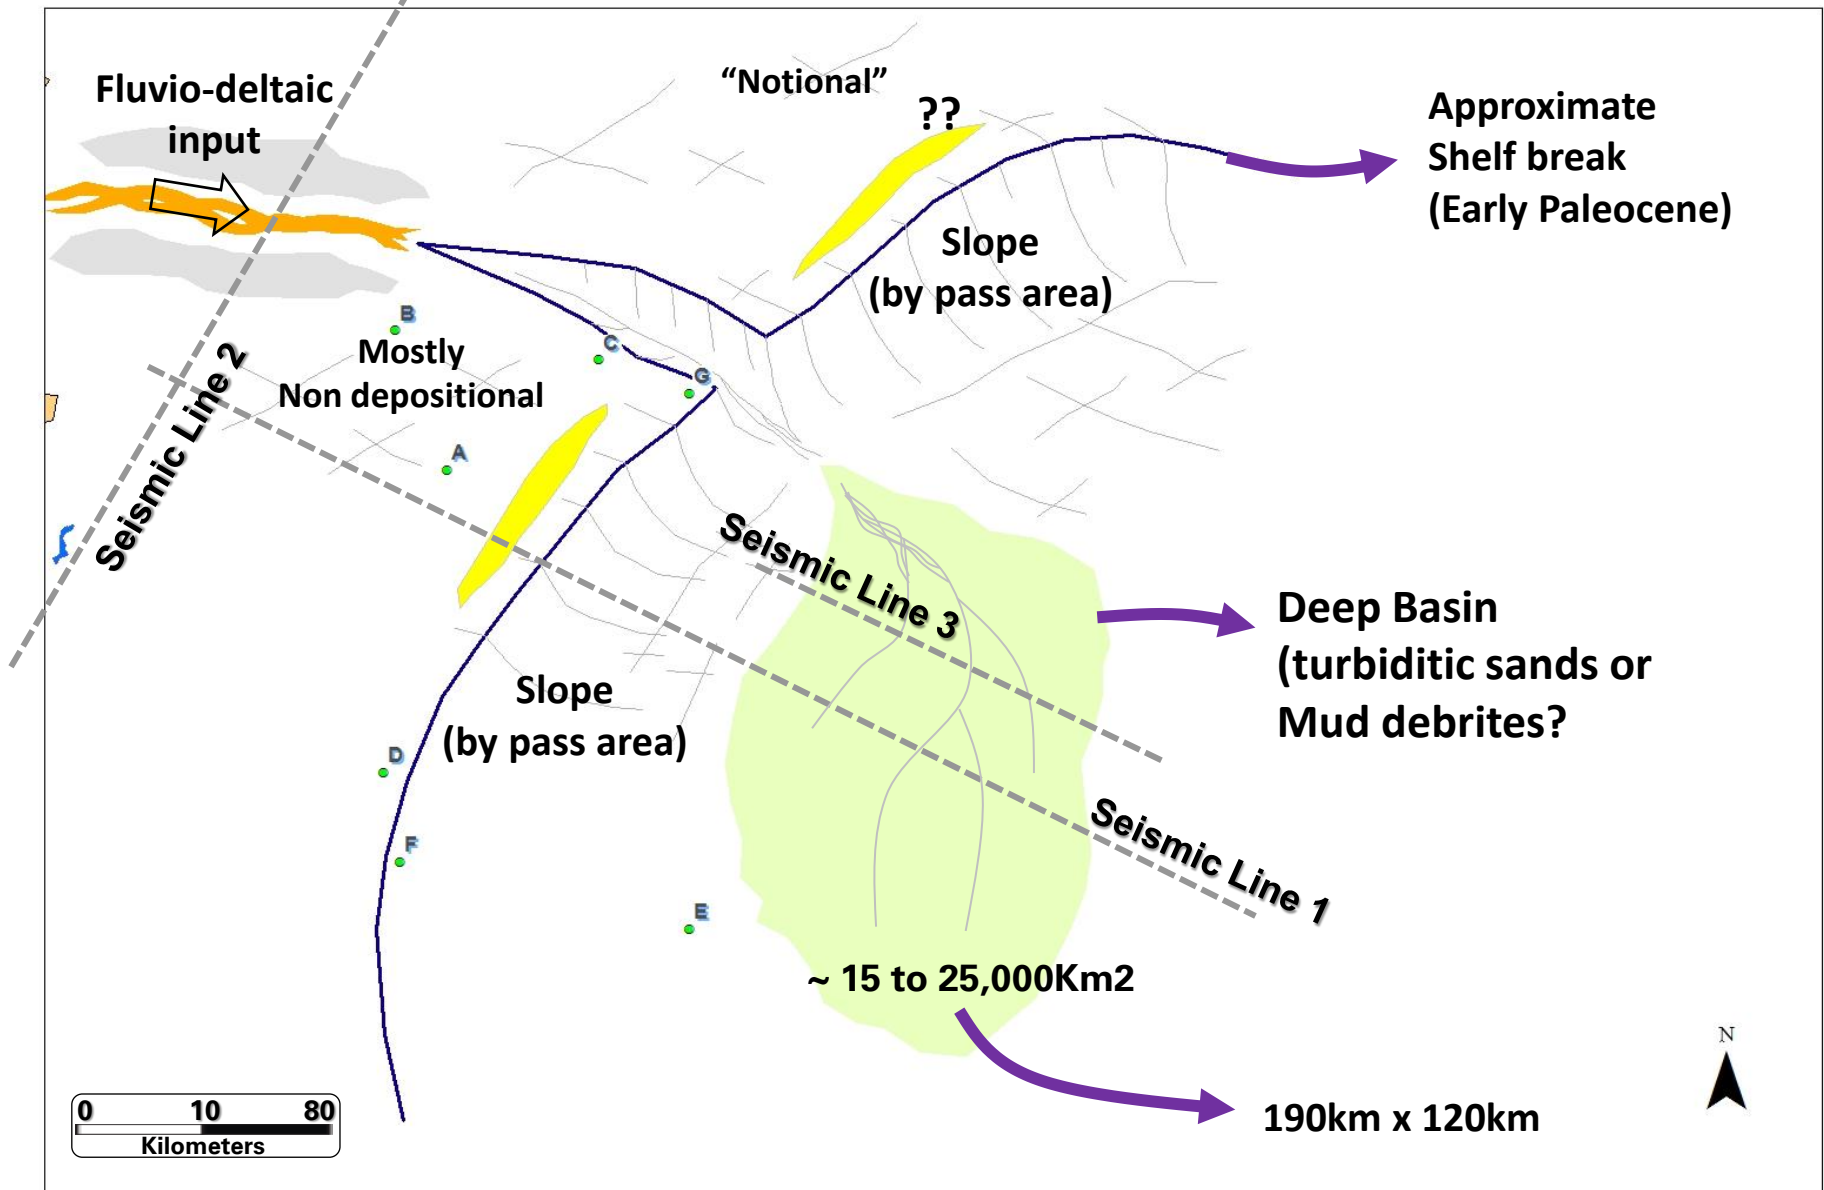 Fluvio-deltaic
input
“Notional”
??
Approximate
Shelf break
(Early Paleocene)
Slope
(by pass area)
B
Mostly
Non depositional
C
G
A
Seismic Line 2
Seismic Line 3
Deep Basin
(turbiditic sands or
Mud debrites?
Slope
(by pass area)
D
F
E
Seismic Line 1
~ 15 to 25,000Km2
190km x 120km
N
0 10 80
Kilometers